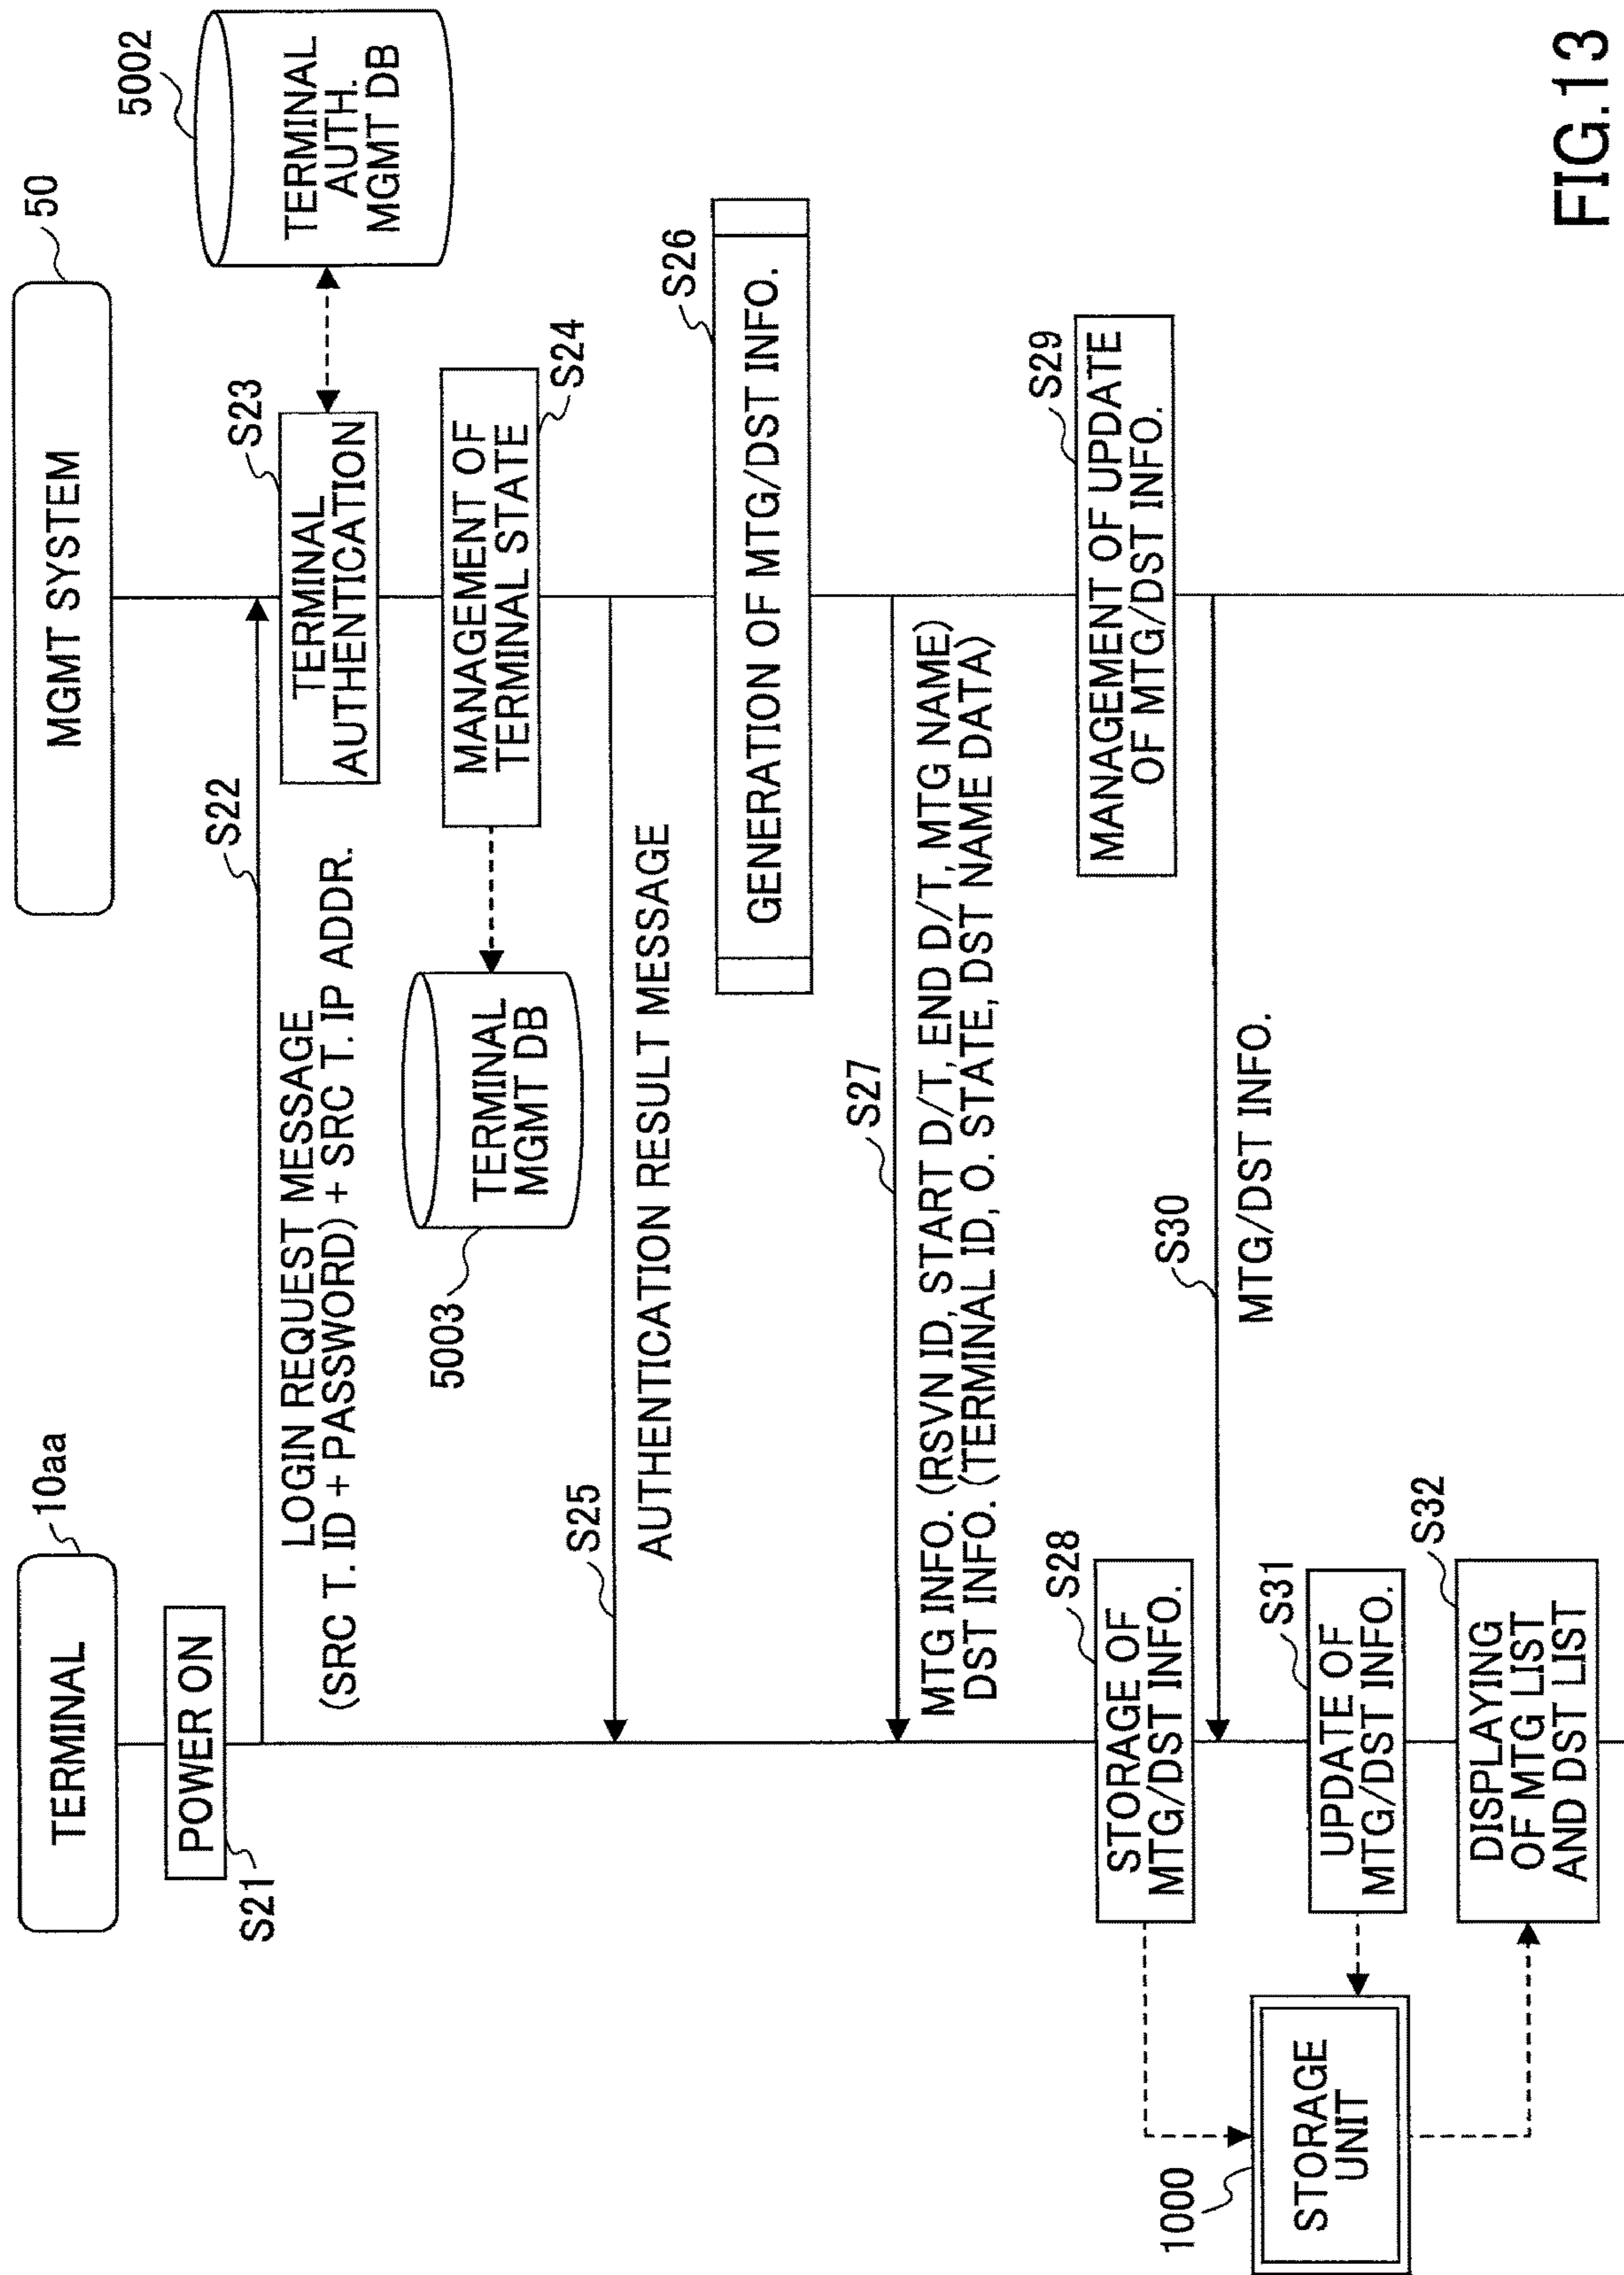 TERMINAL
10aa
MGMT SYSTEM
50
POWER ON
S21
S22
LOGIN REQUEST MESSAGE
(SRC T. ID + PASSWORD) + SRC T. IP ADDR.
S23
TERMINAL
AUTHENTICATION
5002
TERMINAL
AUTH.
MGMT DB
MANAGEMENT OF
TERMINAL STATE
S24
5003
TERMINAL
MGMT DB
S25
AUTHENTICATION RESULT MESSAGE
S26
GENERATION OF MTG/DST INFO.
S27
MTG INFO. (RSVN ID, START D/T, END D/T, MTG NAME)
DST INFO. (TERMINAL ID, O. STATE, DST NAME DATA)
S28
STORAGE OF
MTG/DST INFO.
S29
MANAGEMENT OF UPDATE
OF MTG/DST INFO.
S30
MTG/DST INFO.
1000
STORAGE
UNIT
S31
UPDATE OF
MTG/DST INFO.
S32
DISPLAYING
OF MTG LIST
AND DST LIST
FIG.13